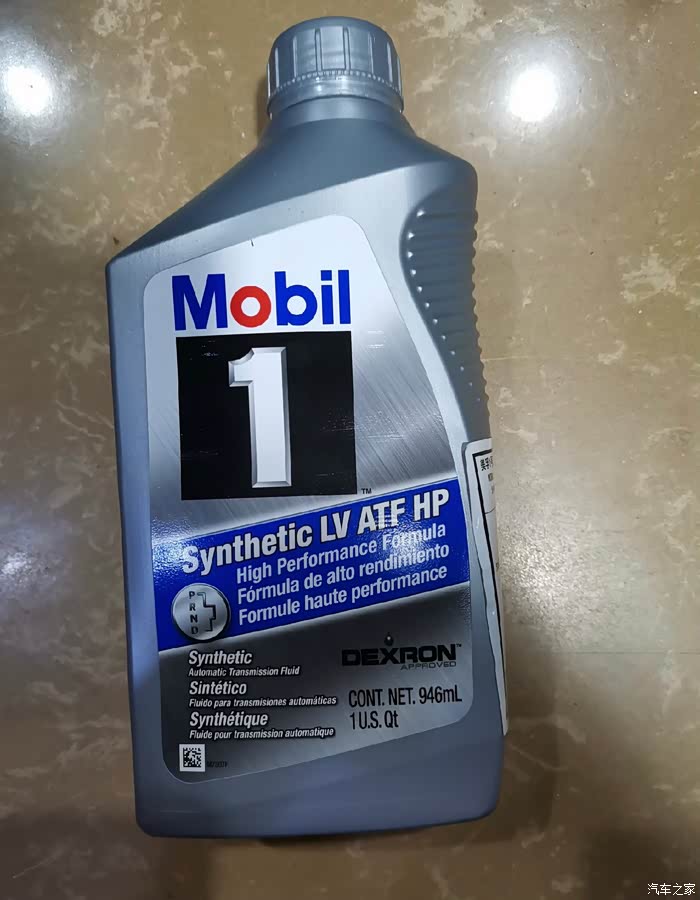 Mobil
1
TM
Synthetic LV ATF HP
High Performance Formula
Fórmula de alto rendimiento
Formule haute performance
P
R
N
D
Synthetic
Automatic Transmission Fluid
Sintético
Fluido para transmisiones automáticas
Synthétique
Fluide pour transmission automatique
DEXRON™
APPROVED
CONT. NET. 946mL
1 U.S. Qt
汽车之家